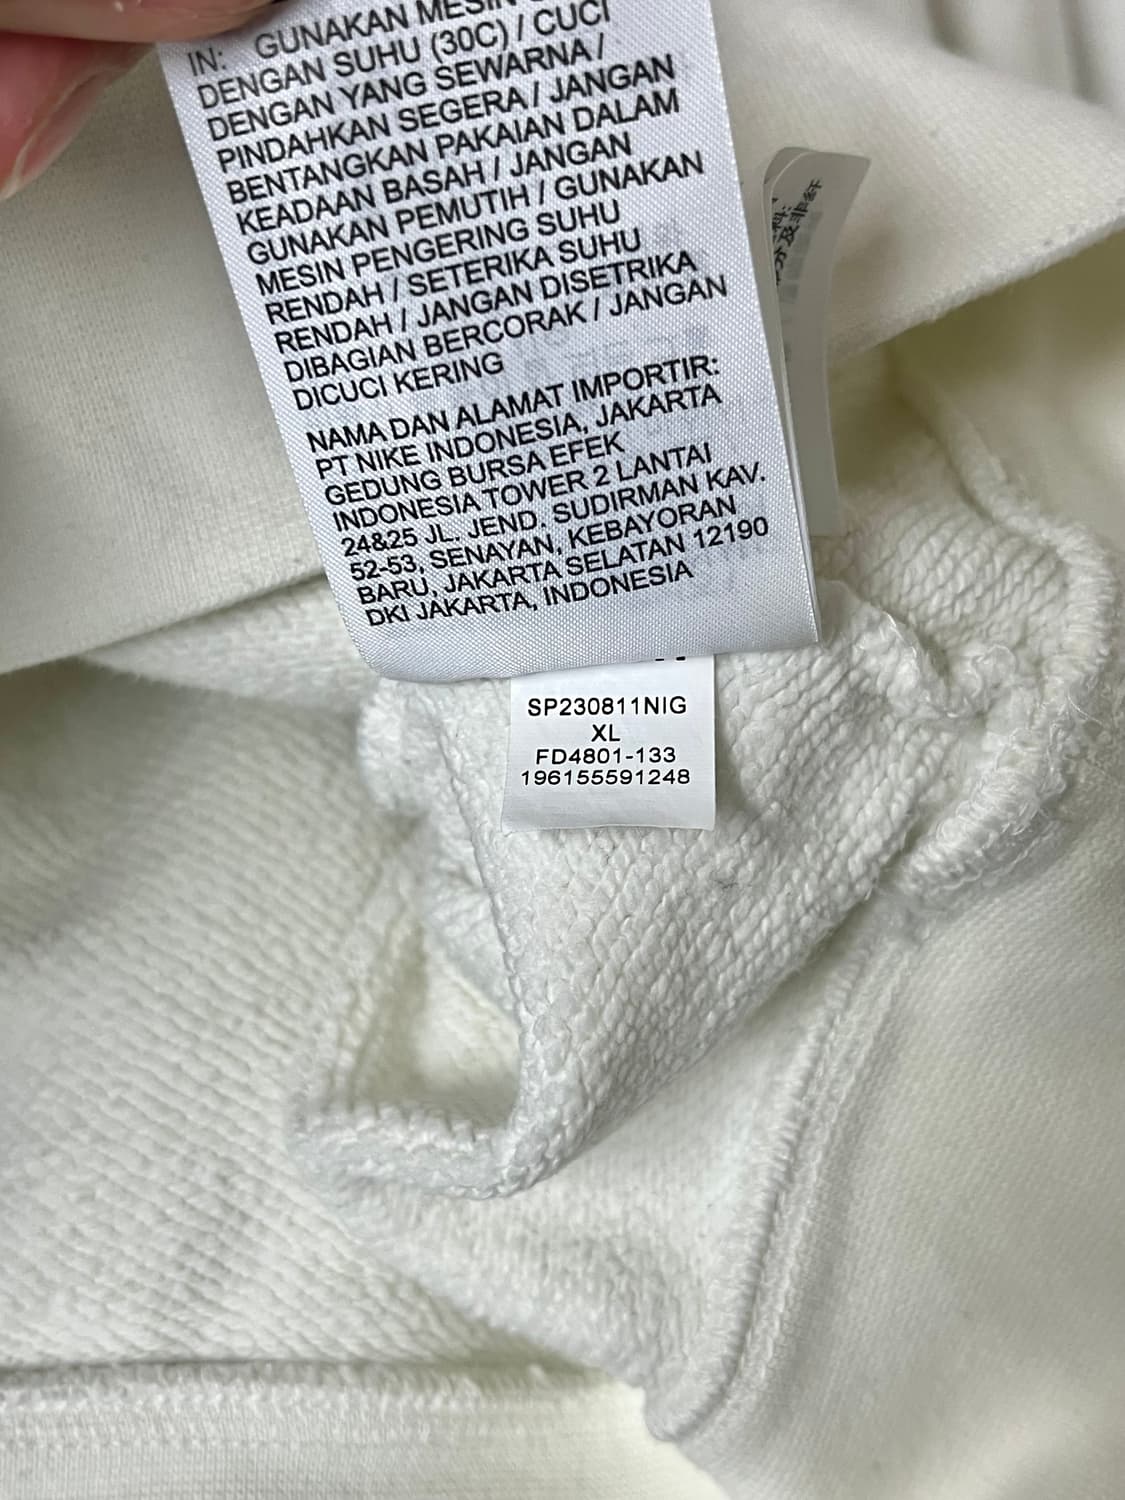 IN: GUNAKAN MESIN
DENGAN SUHU (30C) / CUCI
DENGAN YANG SEWARNA /
PINDAHKAN SEGERA / JANGAN
BENTANGKAN PAKAIAN DALAM
KEADAAN BASAH / JANGAN
GUNAKAN PEMUTIH / GUNAKAN
MESIN PENGERING SUHU
RENDAH / SETERIKA SUHU
RENDAH / JANGAN DISETRIKA
DIBAGIAN BERCORAK / JANGAN
DICUCI KERING
NAMA DAN ALAMAT IMPORTIR:
PT NIKE INDONESIA, JAKARTA
GEDUNG BURSA EFEK
INDONESIA TOWER 2 LANTAI
24&25 JL. JEND. SUDIRMAN KAV.
52-53, SENAYAN, KEBAYORAN
BARU, JAKARTA SELATAN 12190
DKI JAKARTA, INDONESIA
SP230811NIG
XL
FD4801-133
196155591248